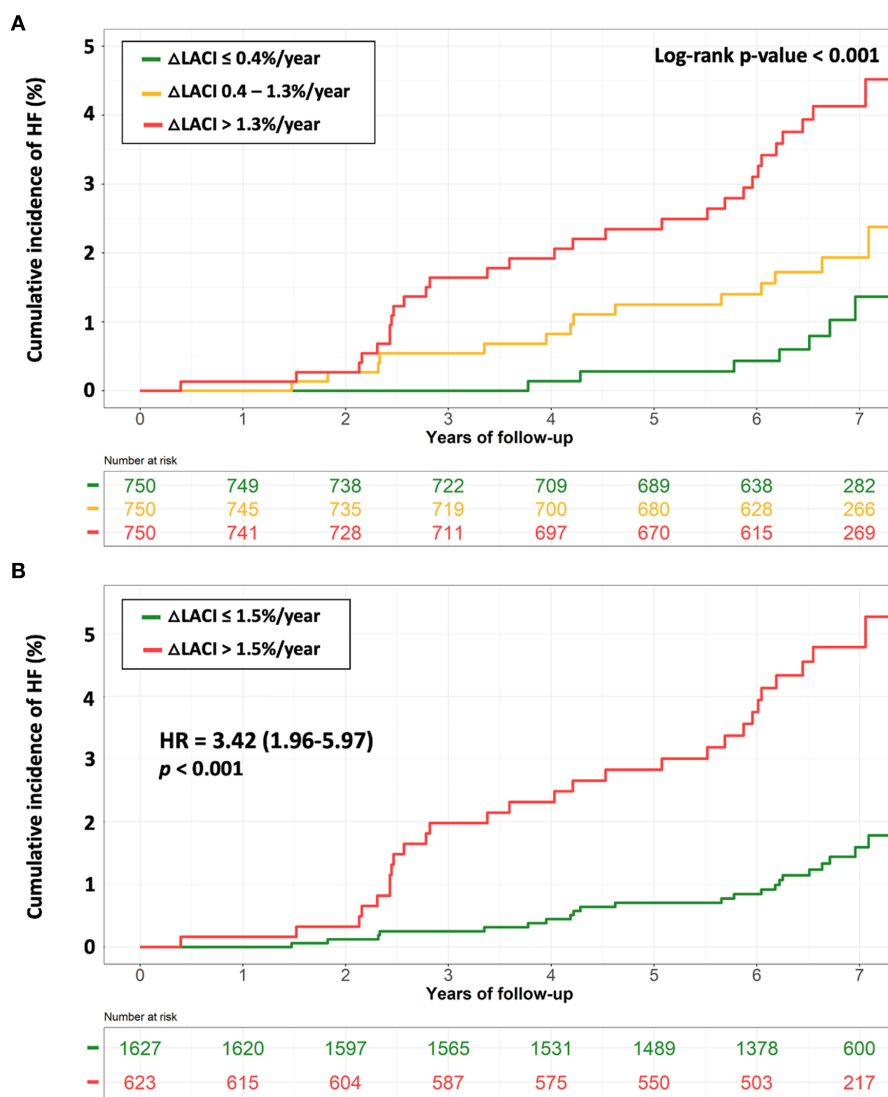 A
Cumulative incidence of HF (%)
5
4
3
2
1
0
△LACI ≤ 0.4%/year
△LACI 0.4 – 1.3%/year
△LACI > 1.3%/year
Log-rank p-value < 0.001
0 1 2 3 4 5 6 7
Years of follow-up
Number at risk
750 749 738 722 709 689 638 282
750 745 735 719 700 680 628 266
750 741 728 711 697 670 615 269
B
Cumulative incidence of HF (%)
5
4
3
2
1
0
△LACI ≤ 1.5%/year
△LACI > 1.5%/year
HR = 3.42 (1.96-5.97)
p < 0.001
0 1 2 3 4 5 6 7
Years of follow-up
Number at risk
1627 1620 1597 1565 1531 1489 1378 600
623 615 604 587 575 550 503 217